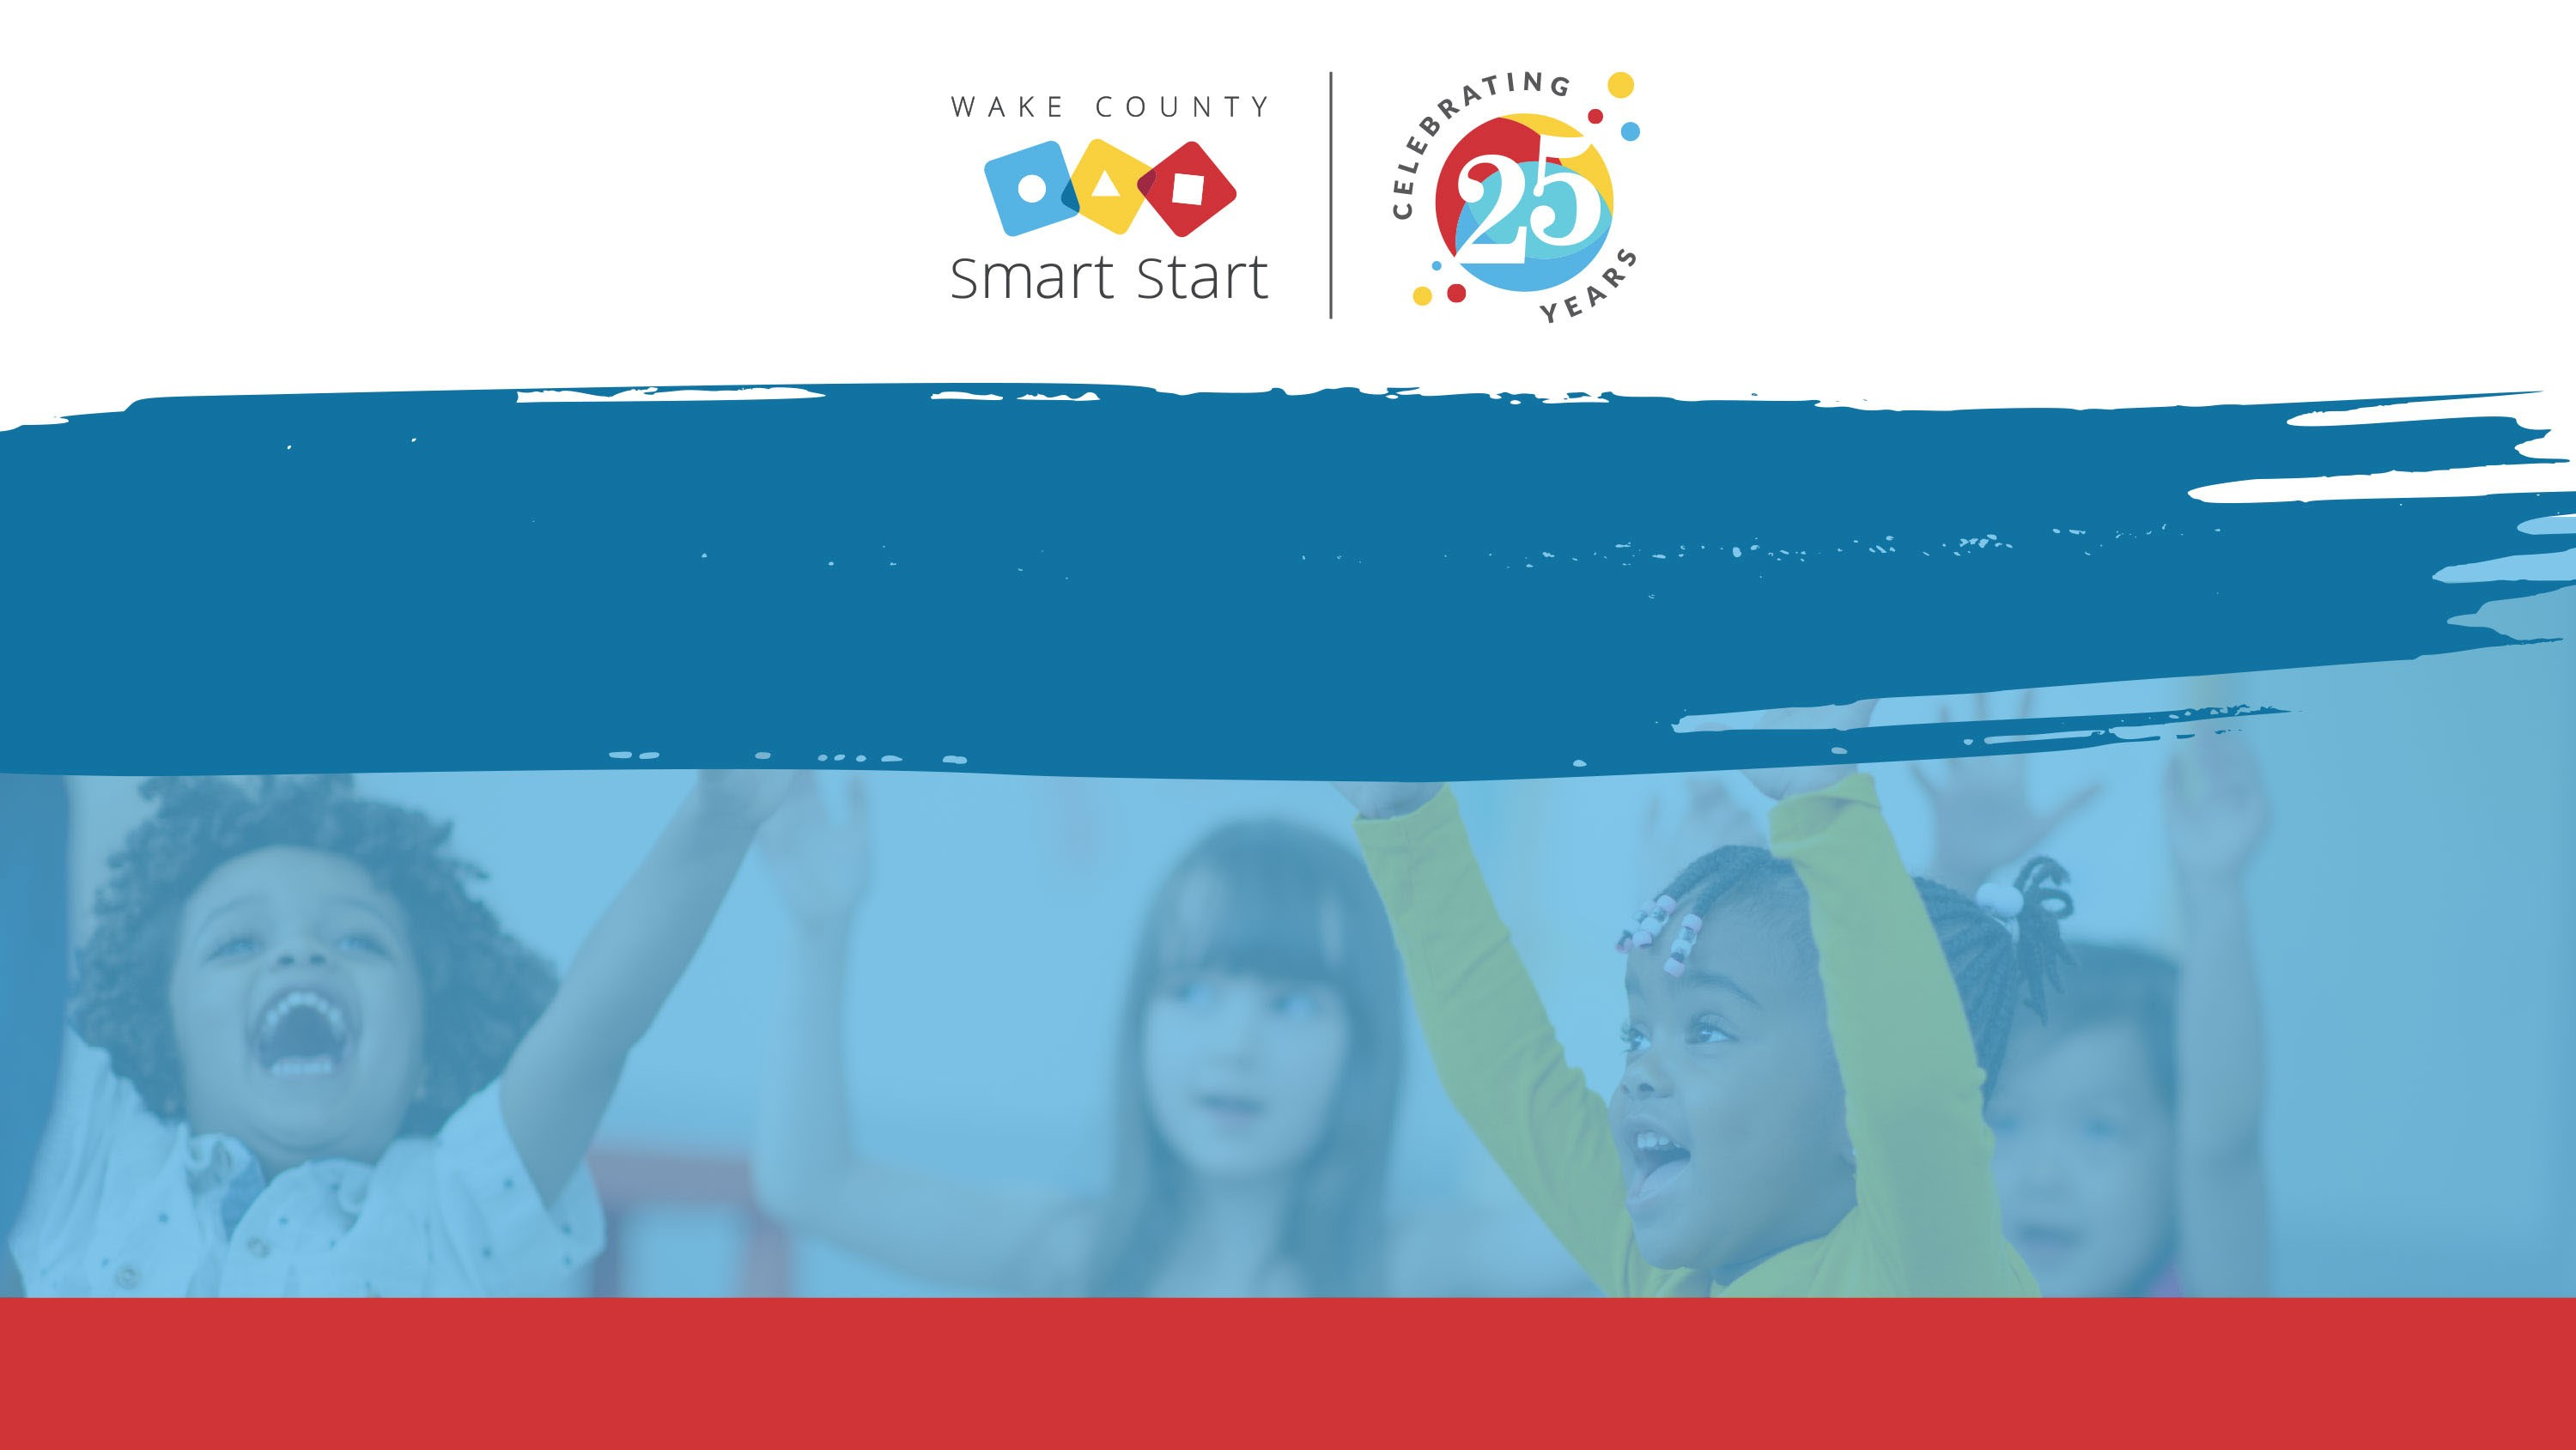 WAKE COUNTY
Smart Start
CELEBRATING
25
YEARS